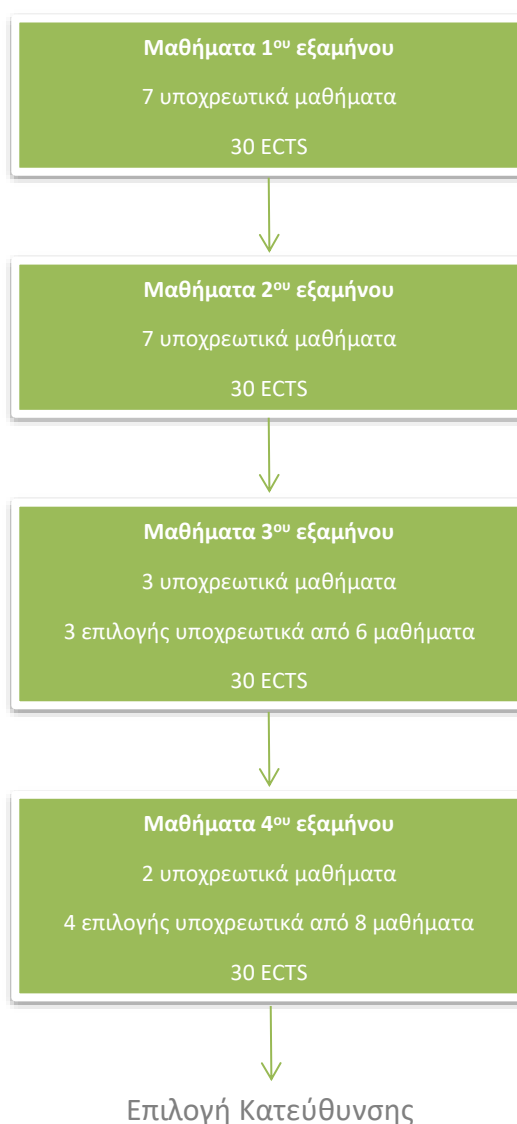 Μαθήματα 1ου εξαμήνου
7 υποχρεωτικά μαθήματα
30 ECTS
Μαθήματα 2ου εξαμήνου
7 υποχρεωτικά μαθήματα
30 ECTS
Μαθήματα 3ου εξαμήνου
3 υποχρεωτικά μαθήματα
3 επιλογής υποχρεωτικά από 6 μαθήματα
30 ECTS
Μαθήματα 4ου εξαμήνου
2 υποχρεωτικά μαθήματα
4 επιλογής υποχρεωτικά από 8 μαθήματα
30 ECTS
Επιλογή Κατεύθυνσης